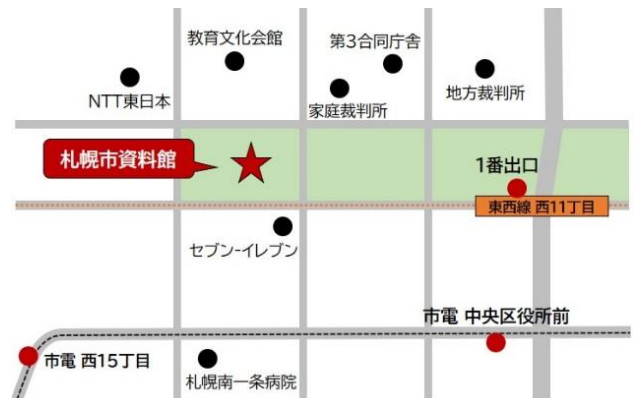 教育文化会館
第3合同庁舎
NTT東日本
家庭裁判所
地方裁判所
札幌市資料館
1番出口
東西線 西11丁目
セブン-イレブン
市電 中央区役所前
市電 西15丁目
札幌南一条病院